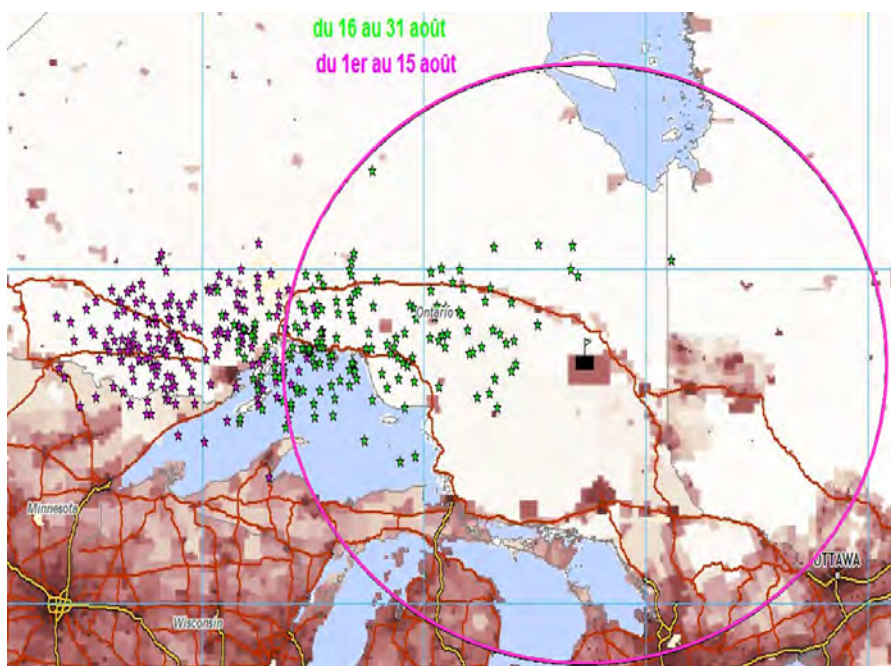 du 16 au 31 août
du 1er au 15 août
Ontario
Minnesota
OTTAWA
Wisconsin